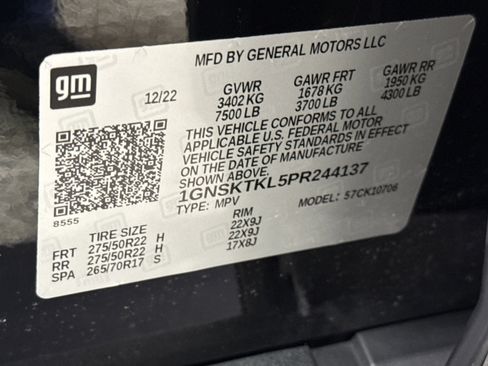 MFD BY GENERAL MOTORS LLC
gm
12/22 GVWR GAWR FRT GAWR RR
3402 KG 1678 KG 1950 KG
7500 LB 3700 LB 4300 LB
THIS VEHICLE CONFORMS TO ALL
APPLICABLE U.S. FEDERAL MOTOR
VEHICLE SAFETY STANDARDS IN EFFECT
ON THE DATE OF MANUFACTURE
SHOWN ABOVE.
1GNSKTKL5PR244137
TYPE: MPV MODEL: 57CK10706
8555
TIRE SIZE RIM
FRT 275/50R22 H 22X9J
RR 275/50R22 H 22X9J
SPA 265/70R17 S 17X8J